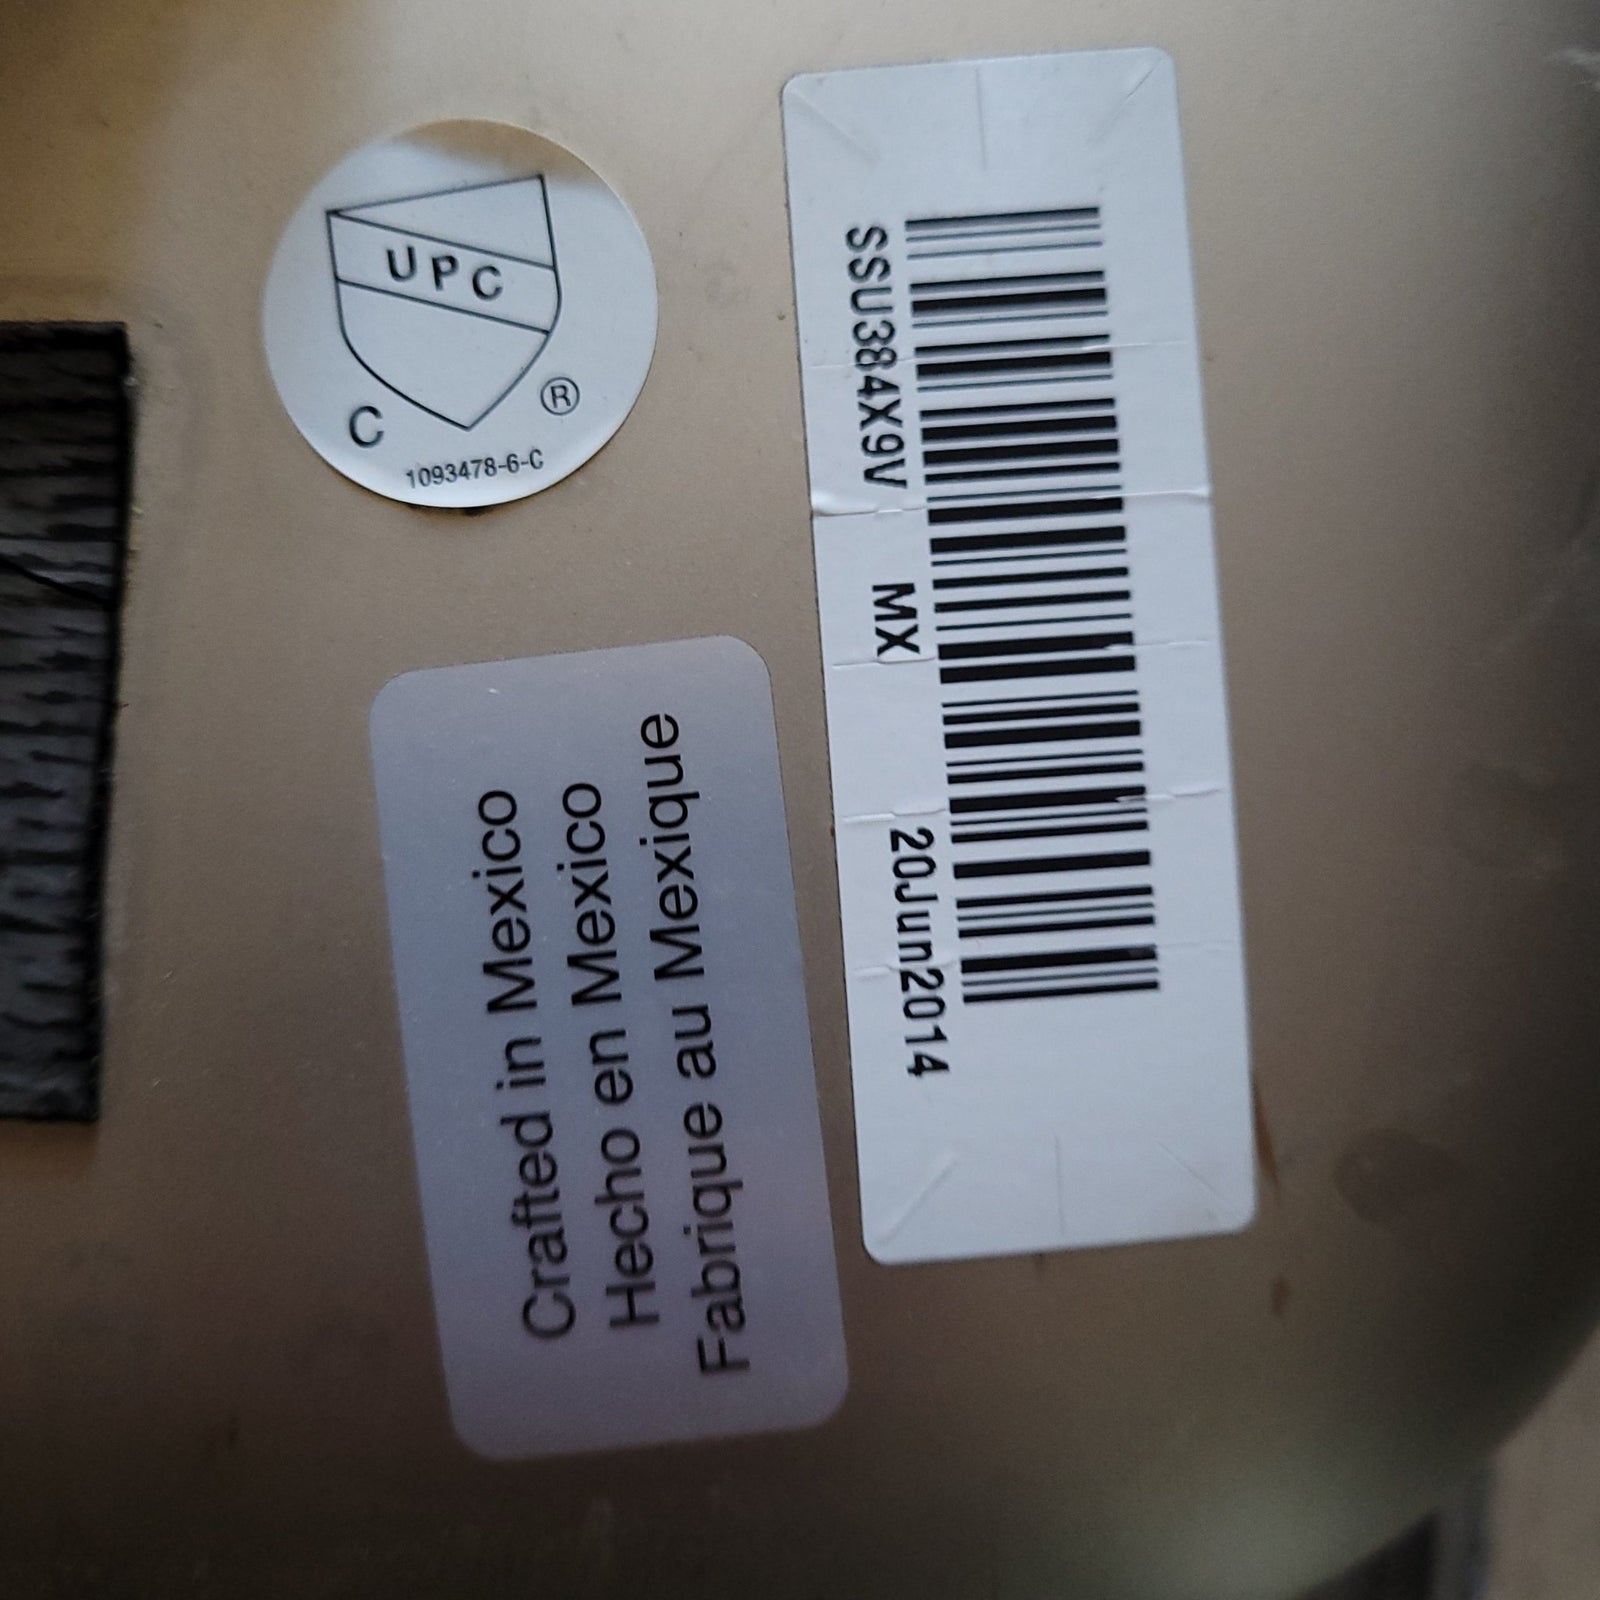 UPC
C ®
1093478-6-C
SSU384X9V MX 20Jun2014
Crafted in Mexico
Hecho en Mexico
Fabrique au Mexique